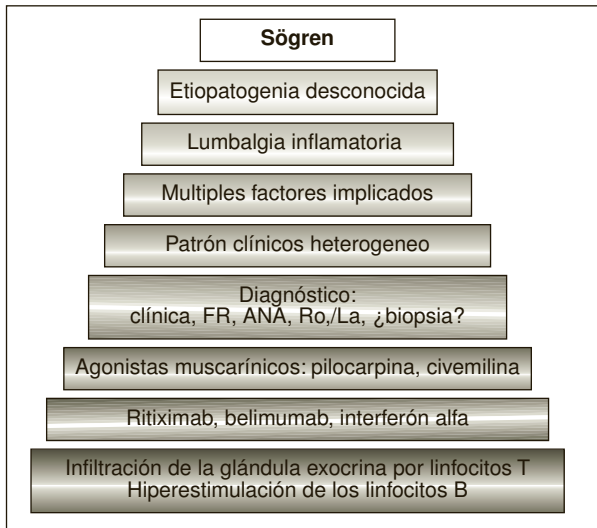 Sögren
Etiopatogenia desconocida
Lumbalgia inflamatoria
Multiples factores implicados
Patrón clínicos heterogeneo
Diagnóstico:
clínica, FR, ANA, Ro,/La, ¿biopsia?
Agonistas muscarínicos: pilocarpina, civemilina
Ritiximab, belimumab, interferón alfa
Infiltración de la glándula exocrina por linfocitos T
Hiperestimulación de los linfocitos B